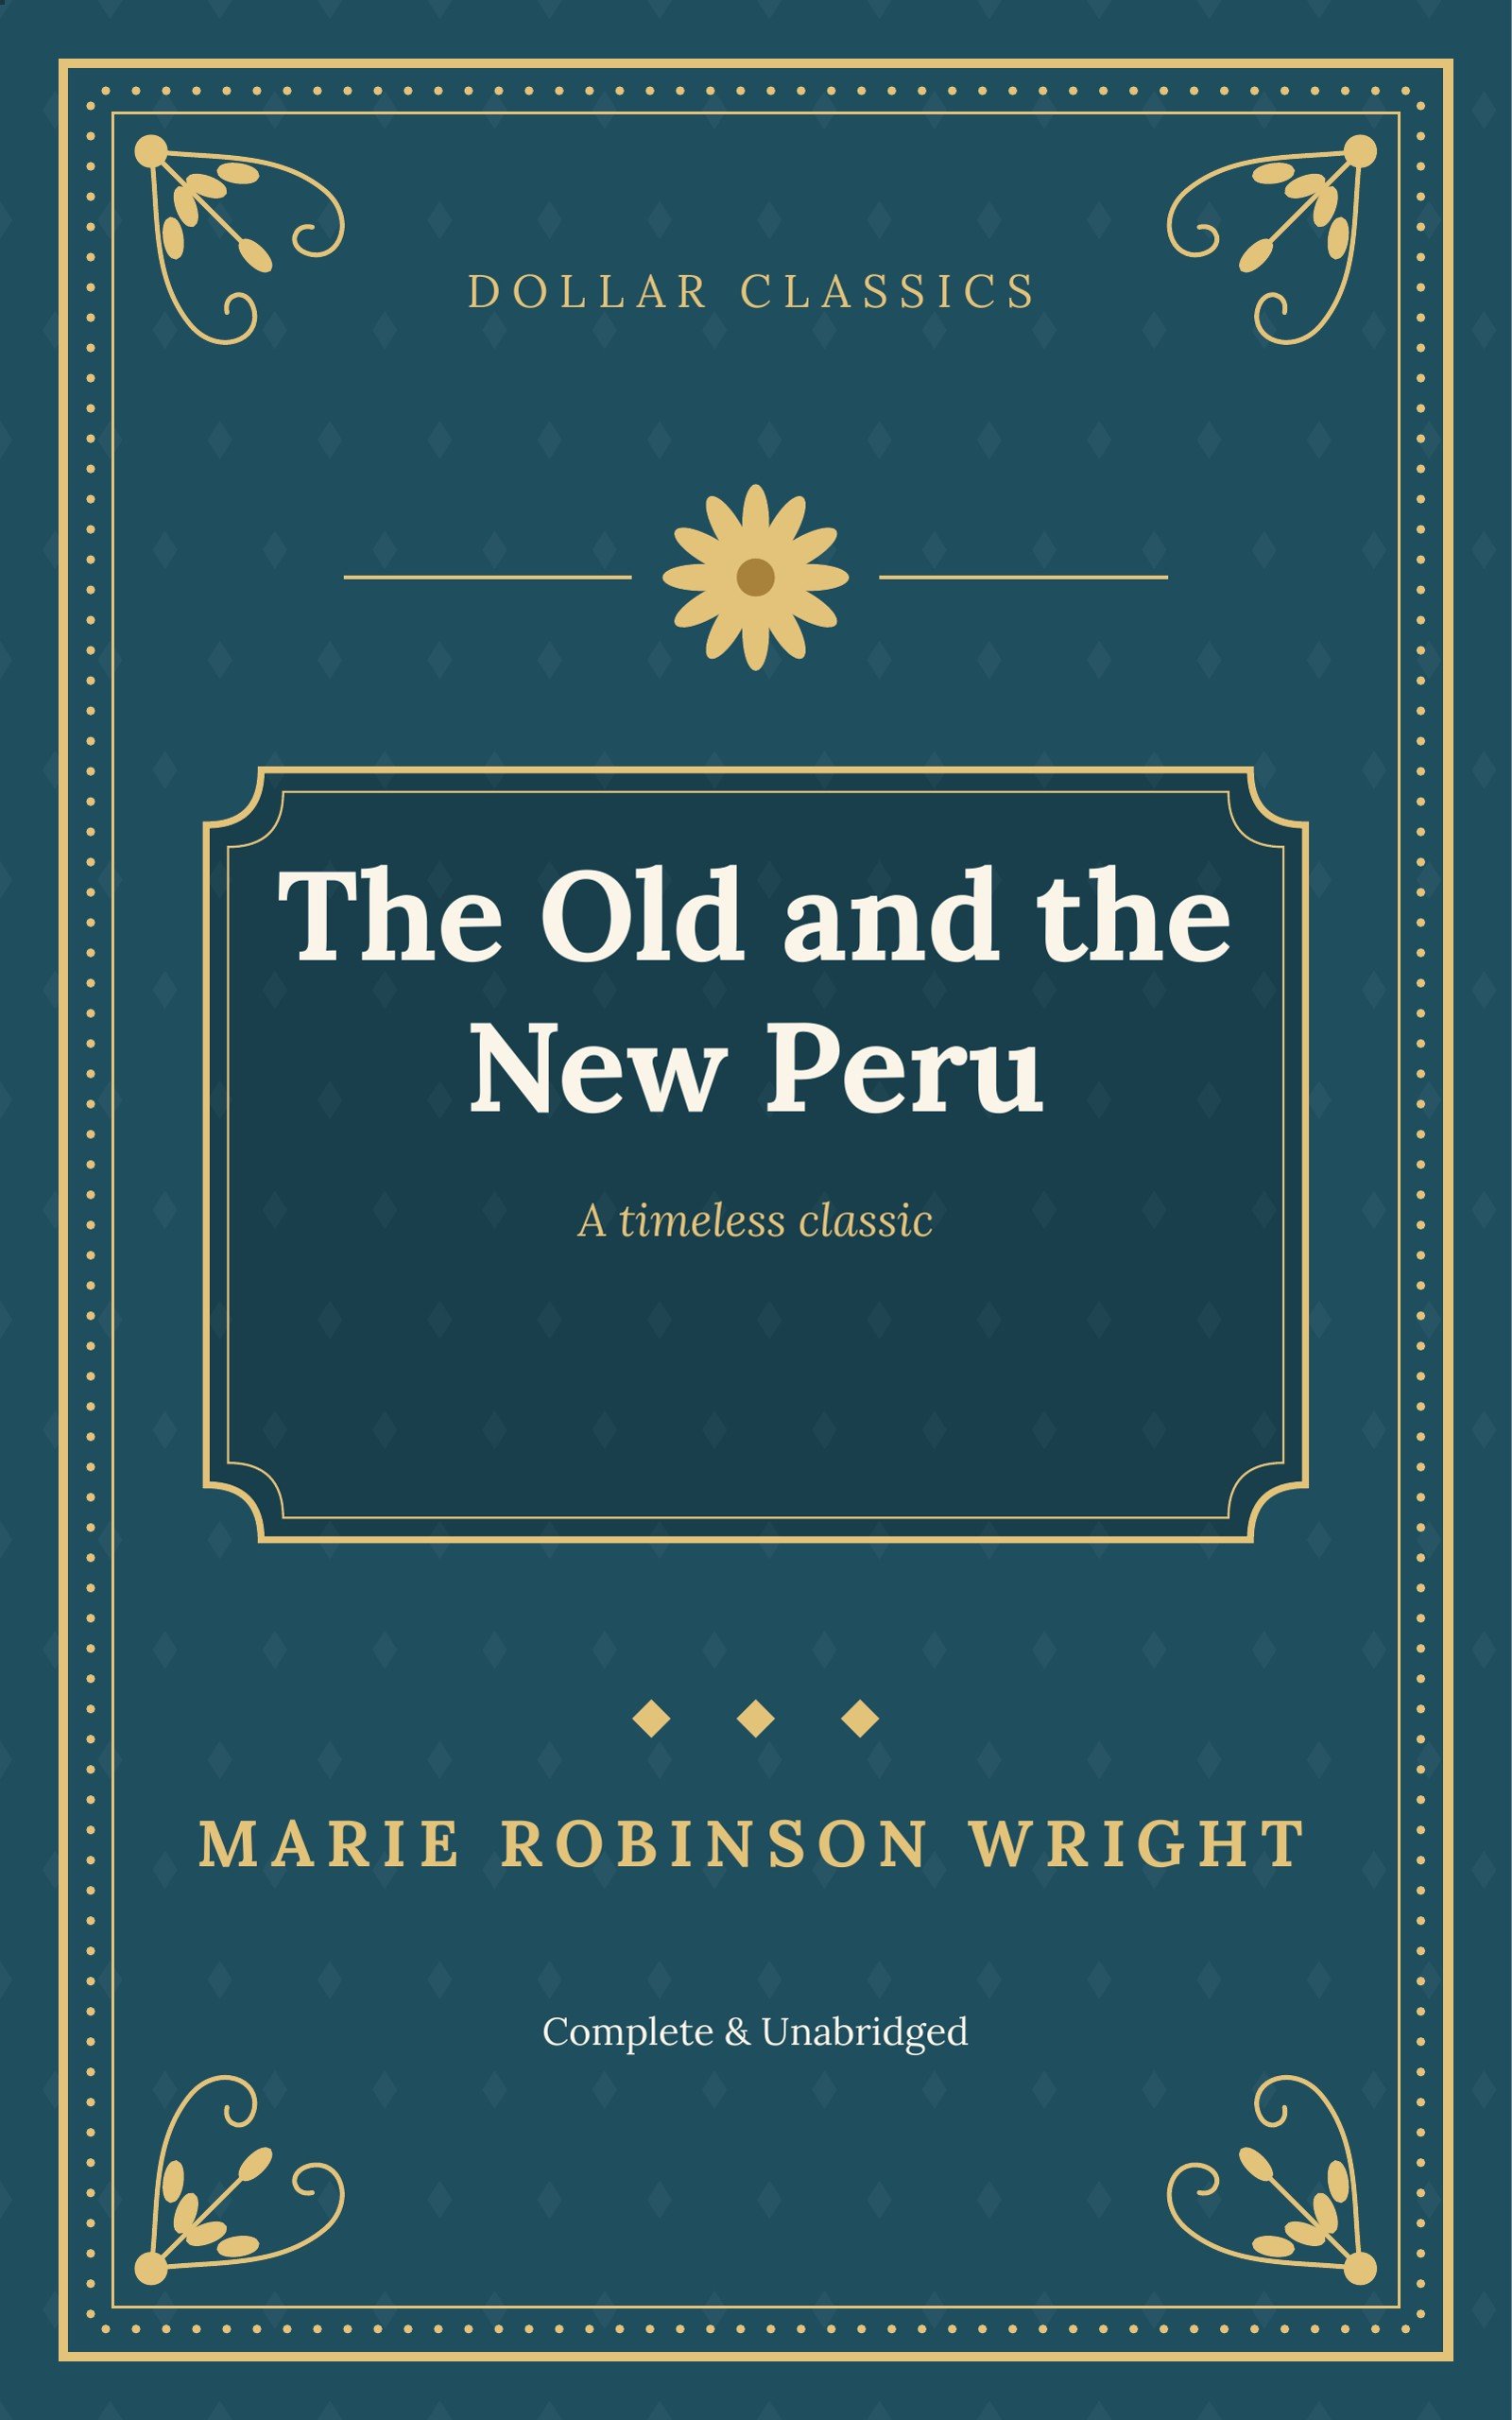 DOLLAR CLASSICS
The Old and the
New Peru
A timeless classic
MARIE ROBINSON WRIGHT
Complete & Unabridged